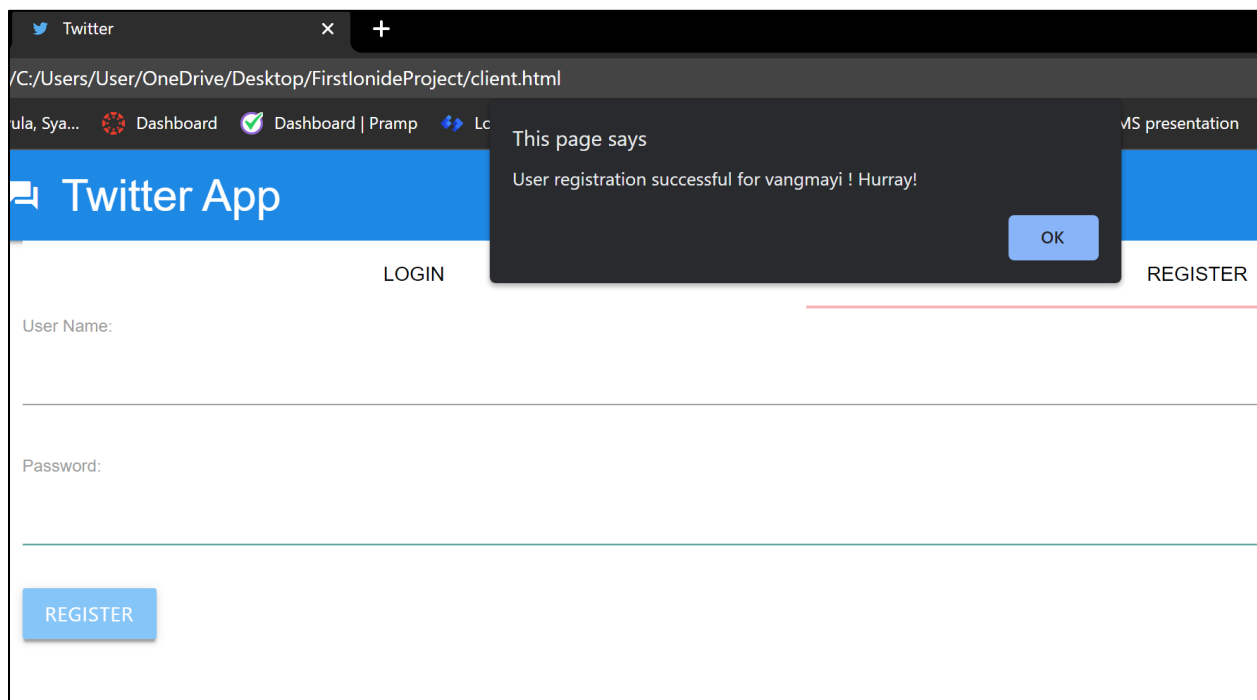 Twitter
/C:/Users/User/OneDrive/Desktop/FirstIonideProject/client.html
Sya... Dashboard Dashboard | Pramp MS presentation
This page says
User registration successful for vangmayi ! Hurray!
OK
Twitter App
LOGIN REGISTER
User Name:
Password:
REGISTER